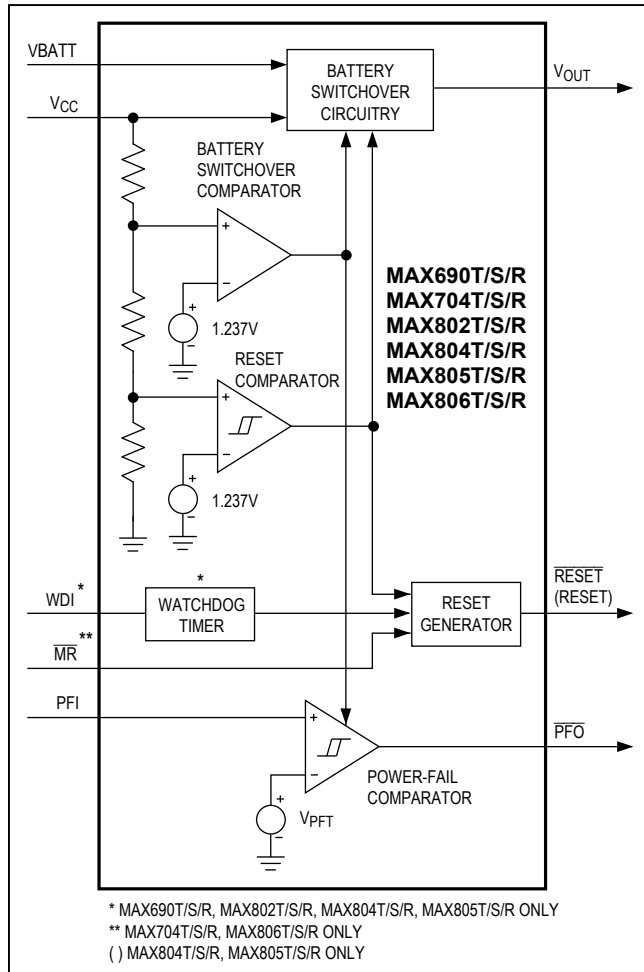 VBATT
VCC
BATTERY
SWITCHOVER
CIRCUITRY
VOUT
BATTERY
SWITCHOVER
COMPARATOR
+
−
+
−
1.237V
MAX690T/S/R
MAX704T/S/R
MAX802T/S/R
MAX804T/S/R
MAX805T/S/R
MAX806T/S/R
RESET
COMPARATOR
+
−
+
−
1.237V
WDI*
*
WATCHDOG
TIMER
RESET
GENERATOR
RESET
(RESET)
MR**
PFI
+
−
PFO
POWER-FAIL
COMPARATOR
+
−
VPFT
* MAX690T/S/R, MAX802T/S/R, MAX804T/S/R, MAX805T/S/R ONLY
** MAX704T/S/R, MAX806T/S/R ONLY
( ) MAX804T/S/R, MAX805T/S/R ONLY